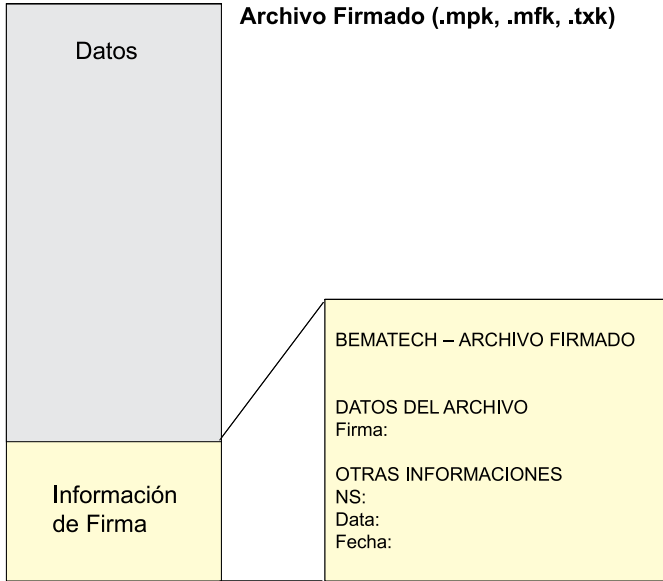 Archivo Firmado (.mpk, .mfk, .txk)
Datos
BEMATECH – ARCHIVO FIRMADO
DATOS DEL ARCHIVO
Firma:
OTRAS INFORMACIONES
NS:
Data:
Fecha:
Información
de Firma